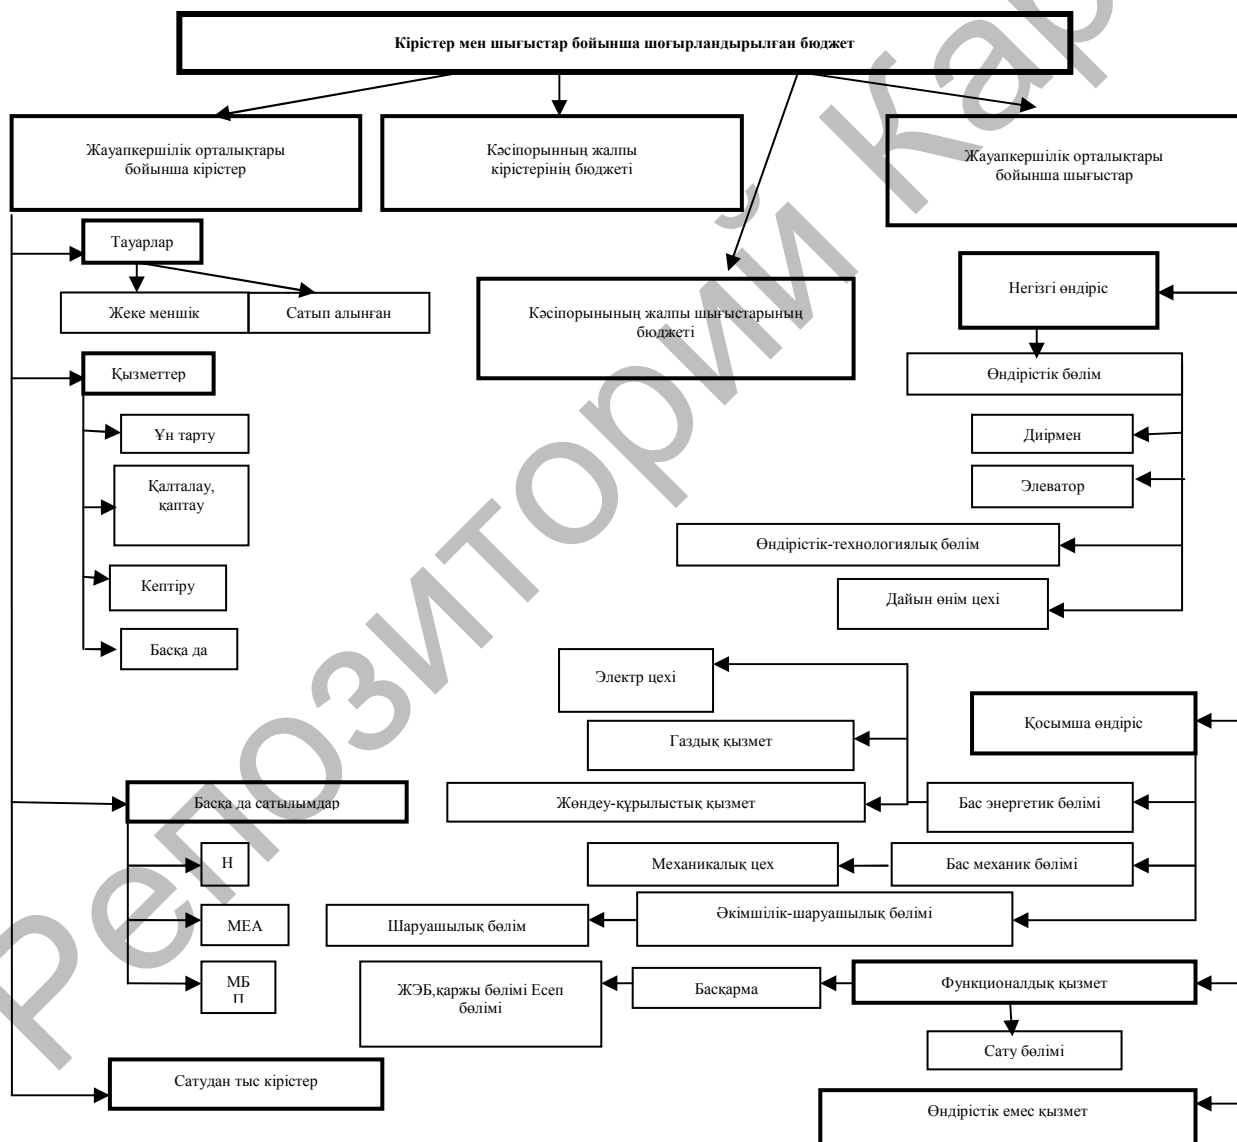 Кірістер мен шығыстар бойынша шоғырландырылған бюджет
Жауапкершілік орталықтары
бойынша кірістер
Кәсіпорынның жалпы
кірістерінің бюджеті
Жауапкершілік орталықтары
бойынша шығыстар
Тауарлар
Жеке меншік
Сатып алынған
Кәсіпорынының жалпы шығыстарының
бюджеті
Негізгі өндіріс
Қызметтер
Өндірістік бөлім
Ұн тарту
Диірмен
Қалталау,
қаптау
Элеватор
Өндірістік-технологиялық бөлім
Кептіру
Дайын өнім цехі
Басқа да
Электр цехі
Қосымша өндіріс
Газдық қызмет
Басқа да сатылымдар
Жөндеу-құрылыстық қызмет
Бас энергетик бөлімі
Н
Механикалық цех
Бас механик бөлімі
МЕА
Шаруашылық бөлім
Әкімшілік-шаруашылық бөлімі
МБ
П
ЖЭБ,қаржы бөлімі Есеп
бөлімі
Басқарма
Функционалдық қызмет
Сату бөлімі
Сатудан тыс кірістер
Өндірістік емес қызмет
Репозиторий Кар